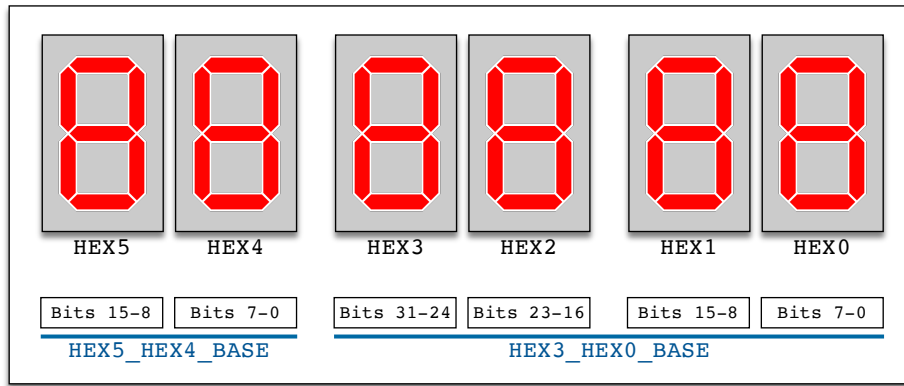 HEX5 HEX4 HEX3 HEX2 HEX1 HEX0
Bits 15-8 Bits 7-0 Bits 31-24 Bits 23-16 Bits 15-8 Bits 7-0
HEX5_HEX4_BASE HEX3_HEX0_BASE